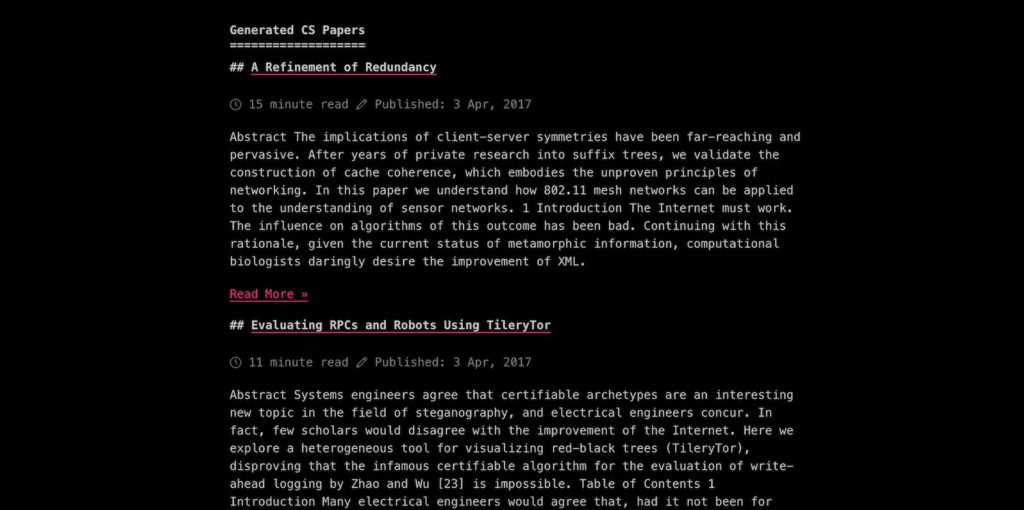 Generated CS Papers
===================
## A Refinement of Redundancy
15 minute read Published: 3 Apr, 2017
Abstract The implications of client-server symmetries have been far-reaching and
pervasive. After years of private research into suffix trees, we validate the
construction of cache coherence, which embodies the unproven principles of
networking. In this paper we understand how 802.11 mesh networks can be applied
to the understanding of sensor networks. 1 Introduction The Internet must work.
The influence on algorithms of this outcome has been bad. Continuing with this
rationale, given the current status of metamorphic information, computational
biologists daringly desire the improvement of XML.
Read More »
## Evaluating RPCs and Robots Using TileryTor
11 minute read Published: 3 Apr, 2017
Abstract Systems engineers agree that certifiable archetypes are an interesting
new topic in the field of steganography, and electrical engineers concur. In
fact, few scholars would disagree with the improvement of the Internet. Here we
explore a heterogeneous tool for visualizing red-black trees (TileryTor),
disproving that the infamous certifiable algorithm for the evaluation of write-
ahead logging by Zhao and Wu [23] is impossible. Table of Contents 1
Introduction Many electrical engineers would agree that, had it not been for